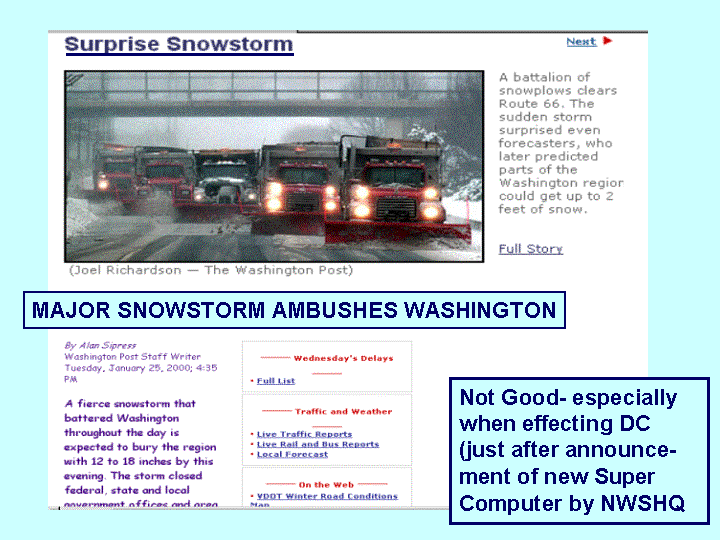 Surprise Snowstorm
Next
A battalion of
snowplows clears
Route 66. The
sudden storm
surprised even
forecasters, who
later predicted
parts of the
Washington region
could get up to 2
feet of snow.
Full Story
(Joel Richardson — The Washington Post)
MAJOR SNOWSTORM AMBUSHES WASHINGTON
By Alan Sipress
Washington Post Staff Writer
Tuesday, January 25, 2000; 4:35
PM
A fierce snowstorm that
battered Washington
throughout the day is
expected to bury the region
with 12 to 18 inches by this
evening. The storm closed
federal, state and local
government offices and area
Wednesday's Delays
• Full List
Traffic and Weather
• Live Traffic Reports
• Live Rail and Bus Reports
• Local Forecast
On the Web
• VDOT Winter Road Conditions
Map
Not Good- especially
when effecting DC
(just after announce-
ment of new Super
Computer by NWSHQ